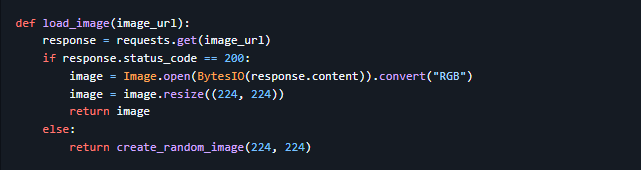 def load_image(image_url):
    response = requests.get(image_url)
    if response.status_code == 200:
        image = Image.open(BytesIO(response.content)).convert("RGB")
        image = image.resize((224, 224))
        return image
    else:
        return create_random_image(224, 224)